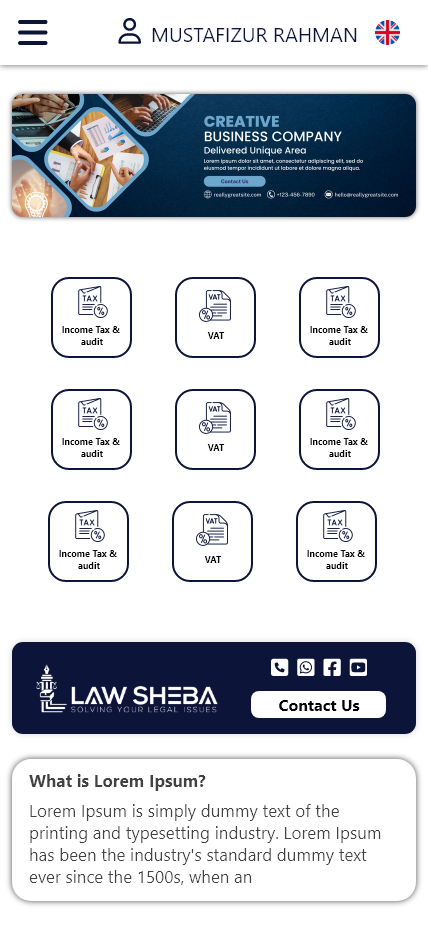 MUSTAFIZUR RAHMAN
CREATIVE
BUSINESS COMPANY
Delivered Unique Area
Lorem ipsum dolor sit amet, consectetur adipiscing elit, sed do
eiusmod tempor incididunt ut labore et dolore magna aliqua.
Contact Us
reallygreatsite.com +123-456-7890 hello@reallygreatsite.com
TAX
Income Tax &
audit
VAT
VAT
TAX
Income Tax &
audit
TAX
Income Tax &
audit
VAT
VAT
TAX
Income Tax &
audit
TAX
Income Tax &
audit
VAT
VAT
TAX
Income Tax &
audit
LAW SHEBA
SOLVING YOUR LEGAL ISSUES
Contact Us
What is Lorem Ipsum?
Lorem Ipsum is simply dummy text of the
printing and typesetting industry. Lorem Ipsum
has been the industry's standard dummy text
ever since the 1500s, when an